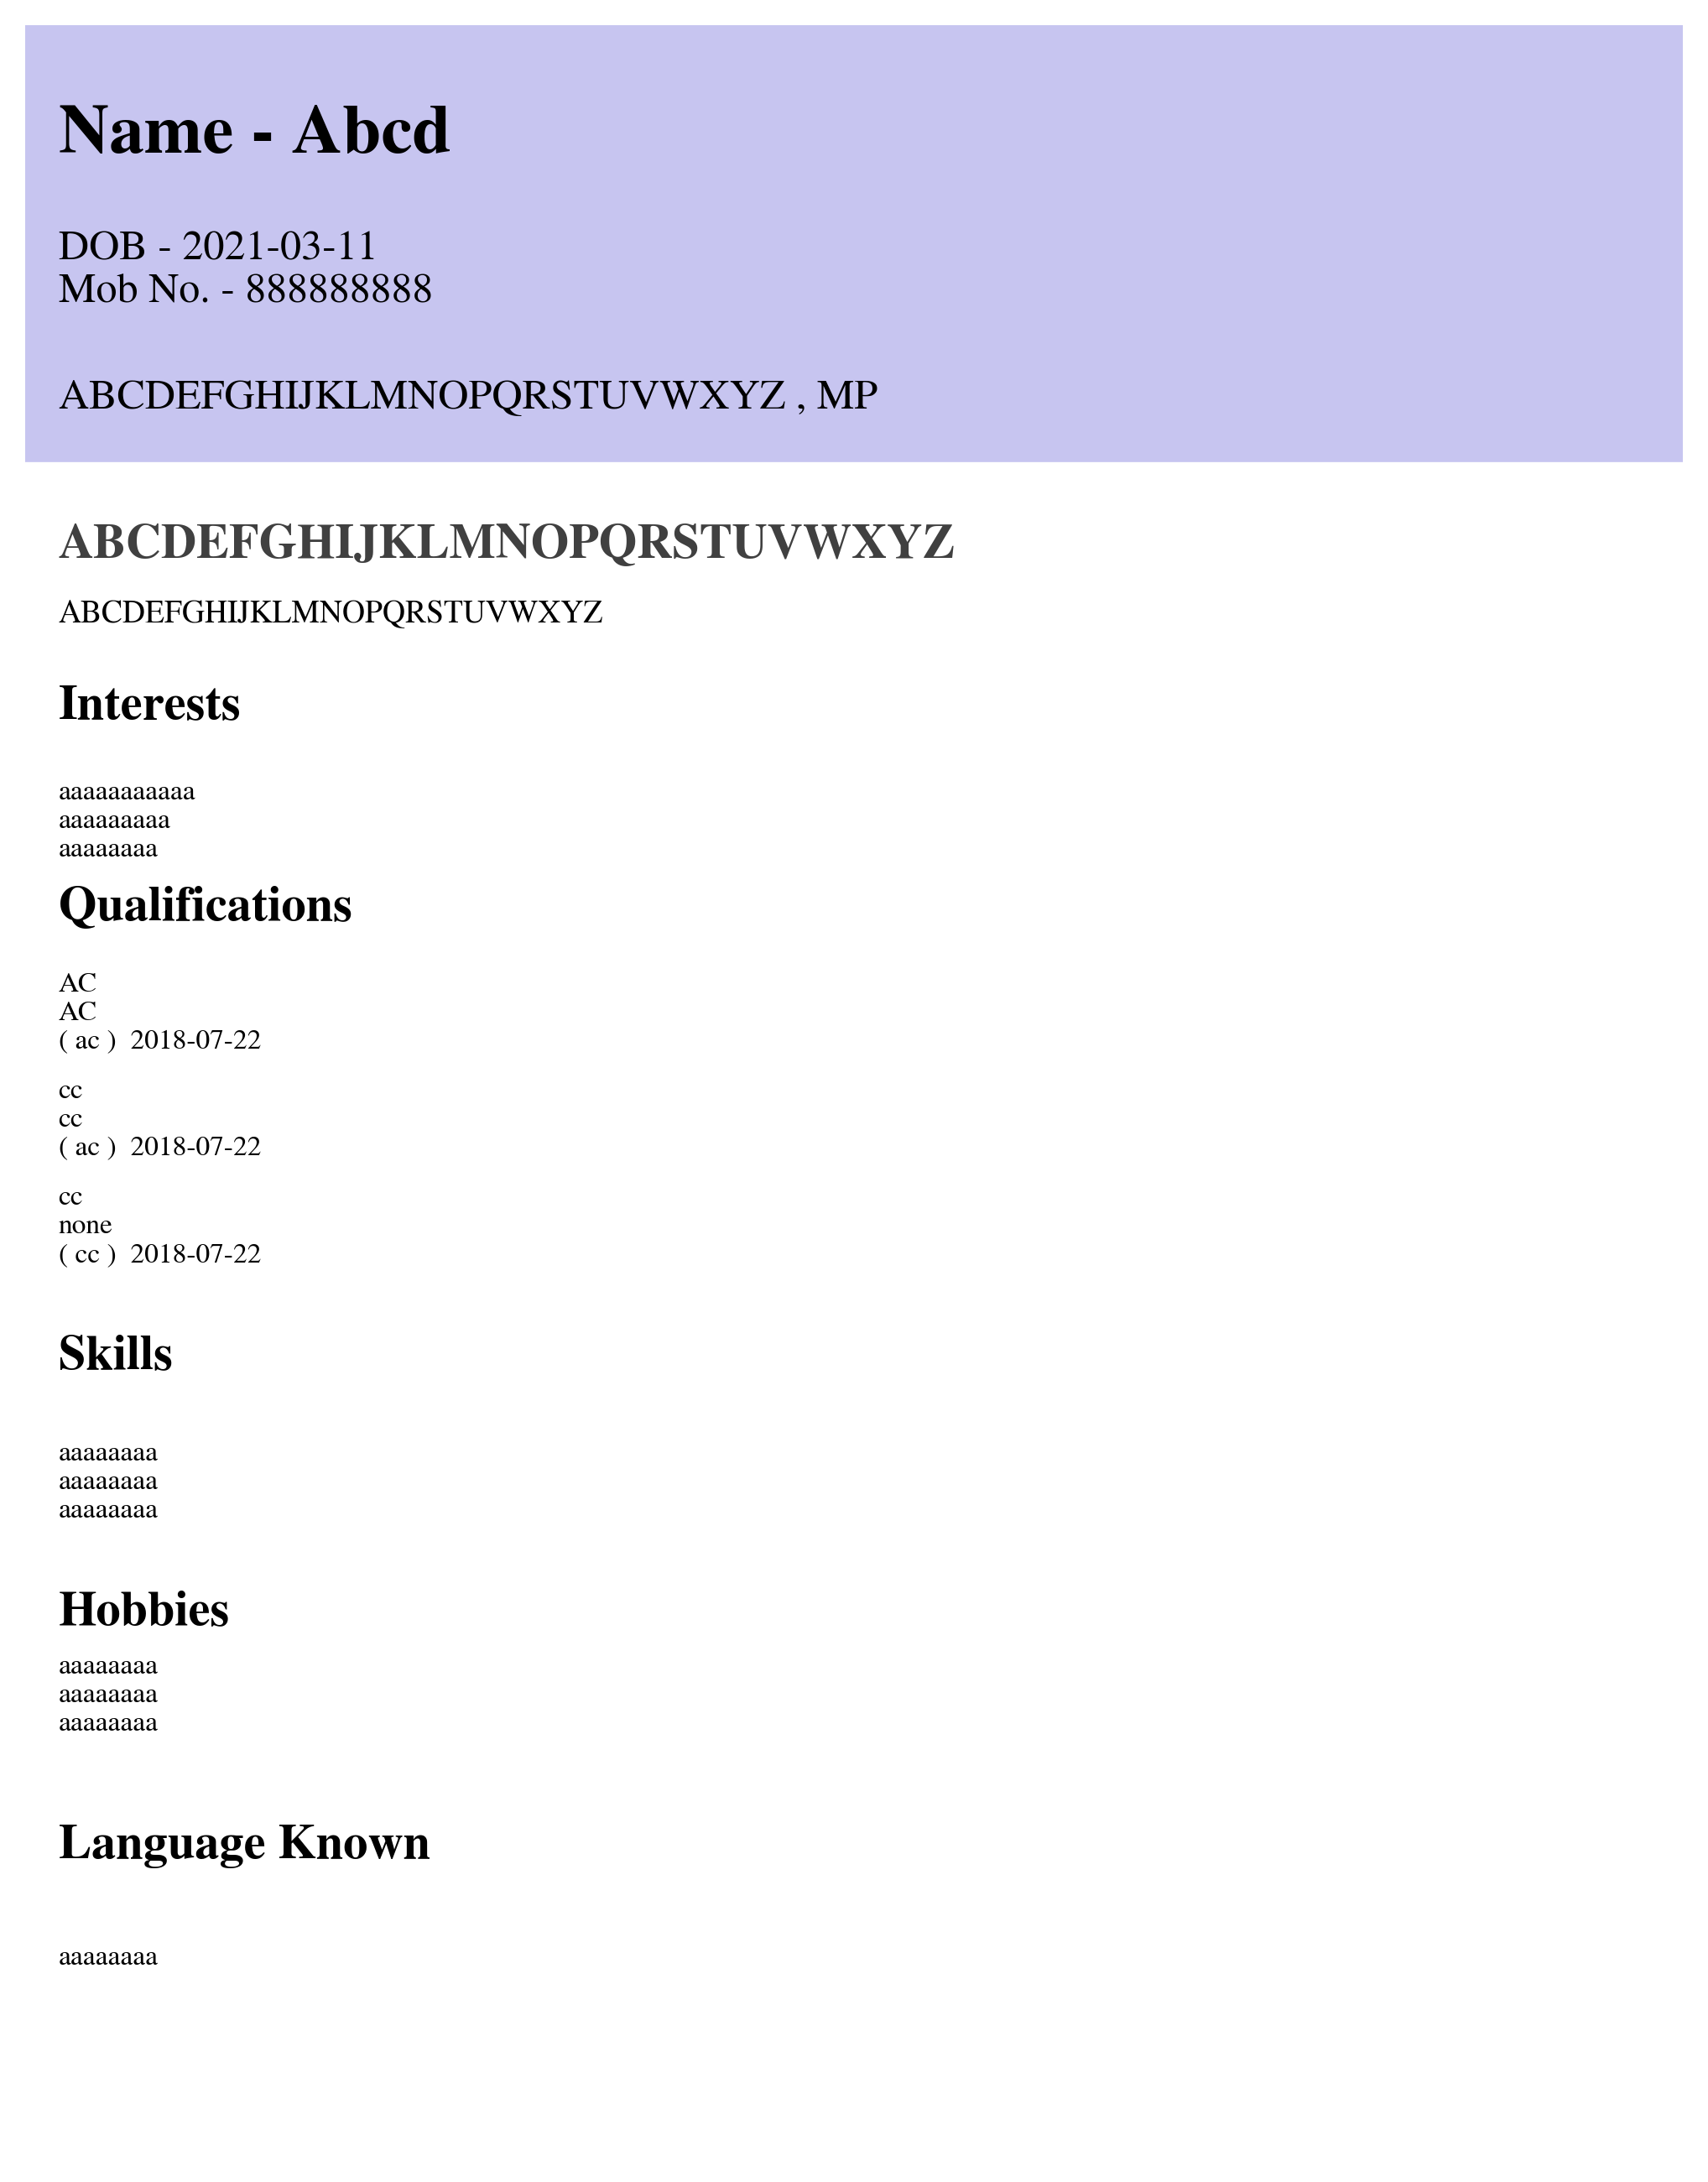 Name - Abcd
DOB - 2021-03-11
Mob No. - 888888888
ABCDEFGHIJKLMNOPQRSTUVWXYZ , MP
ABCDEFGHIJKLMNOPQRSTUVWXYZ
ABCDEFGHIJKLMNOPQRSTUVWXYZ
Interests
aaaaaaaaaaa
aaaaaaaaa
aaaaaaaa
Qualifications
AC
AC
( ac ) 2018-07-22
cc
cc
( ac ) 2018-07-22
cc
none
( cc ) 2018-07-22
Skills
aaaaaaaa
aaaaaaaa
aaaaaaaa
Hobbies
aaaaaaaa
aaaaaaaa
aaaaaaaa
Language Known
aaaaaaaa